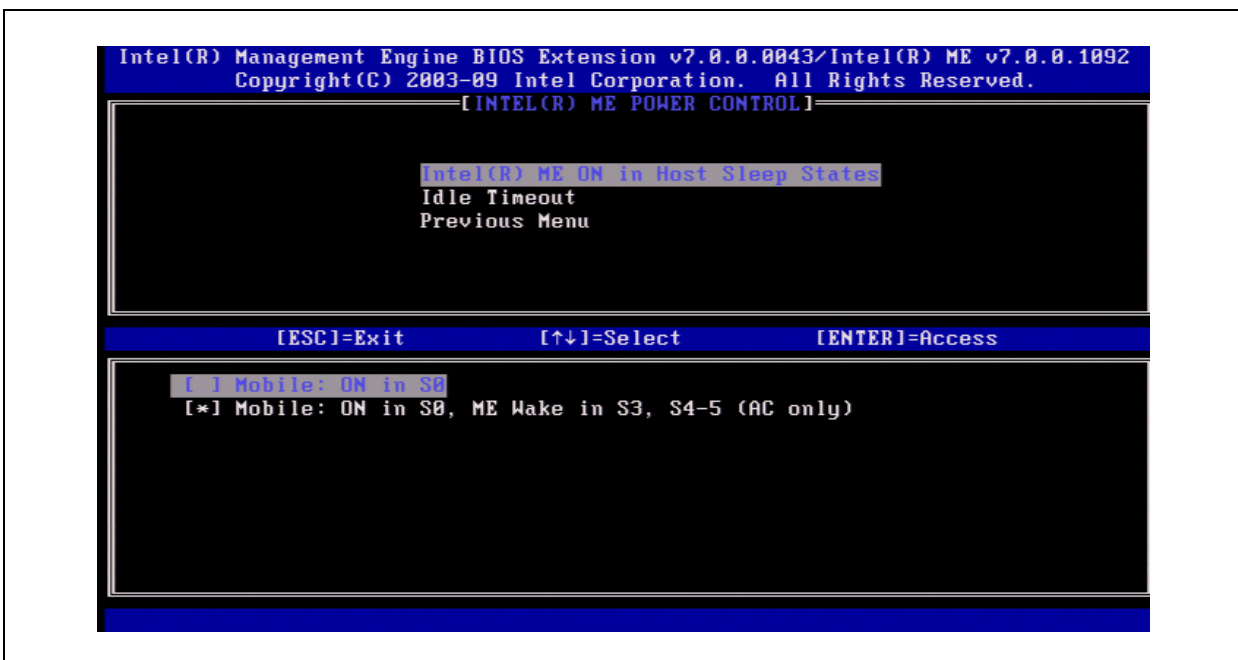 Intel(R) Management Engine BIOS Extension v7.0.0.0043/Intel(R) ME v7.0.0.1092
Copyright(C) 2003-09 Intel Corporation. All Rights Reserved.
[INTEL(R) ME POWER CONTROL]
Intel(R) ME ON in Host Sleep States
Idle Timeout
Previous Menu
[ESC]=Exit [↑↓]=Select [ENTER]=Access
[ ] Mobile: ON in S0
[*] Mobile: ON in S0, ME Wake in S3, S4-5 (AC only)